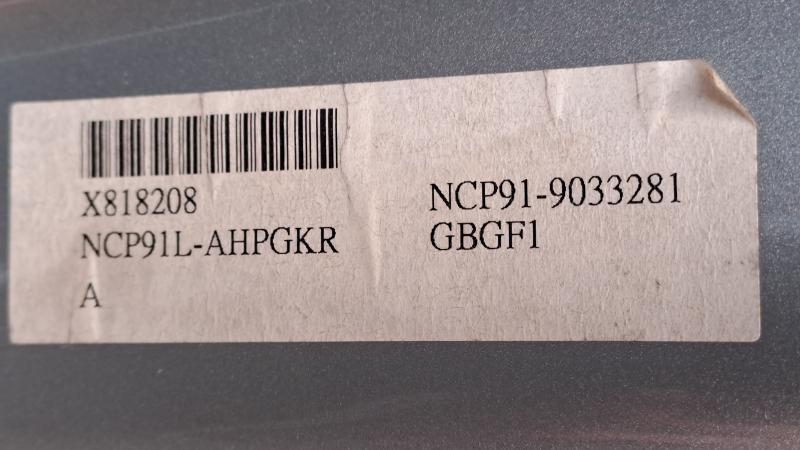 X818208
NCP91L-AHPGKR
A
NCP91-9033281
GBGF1